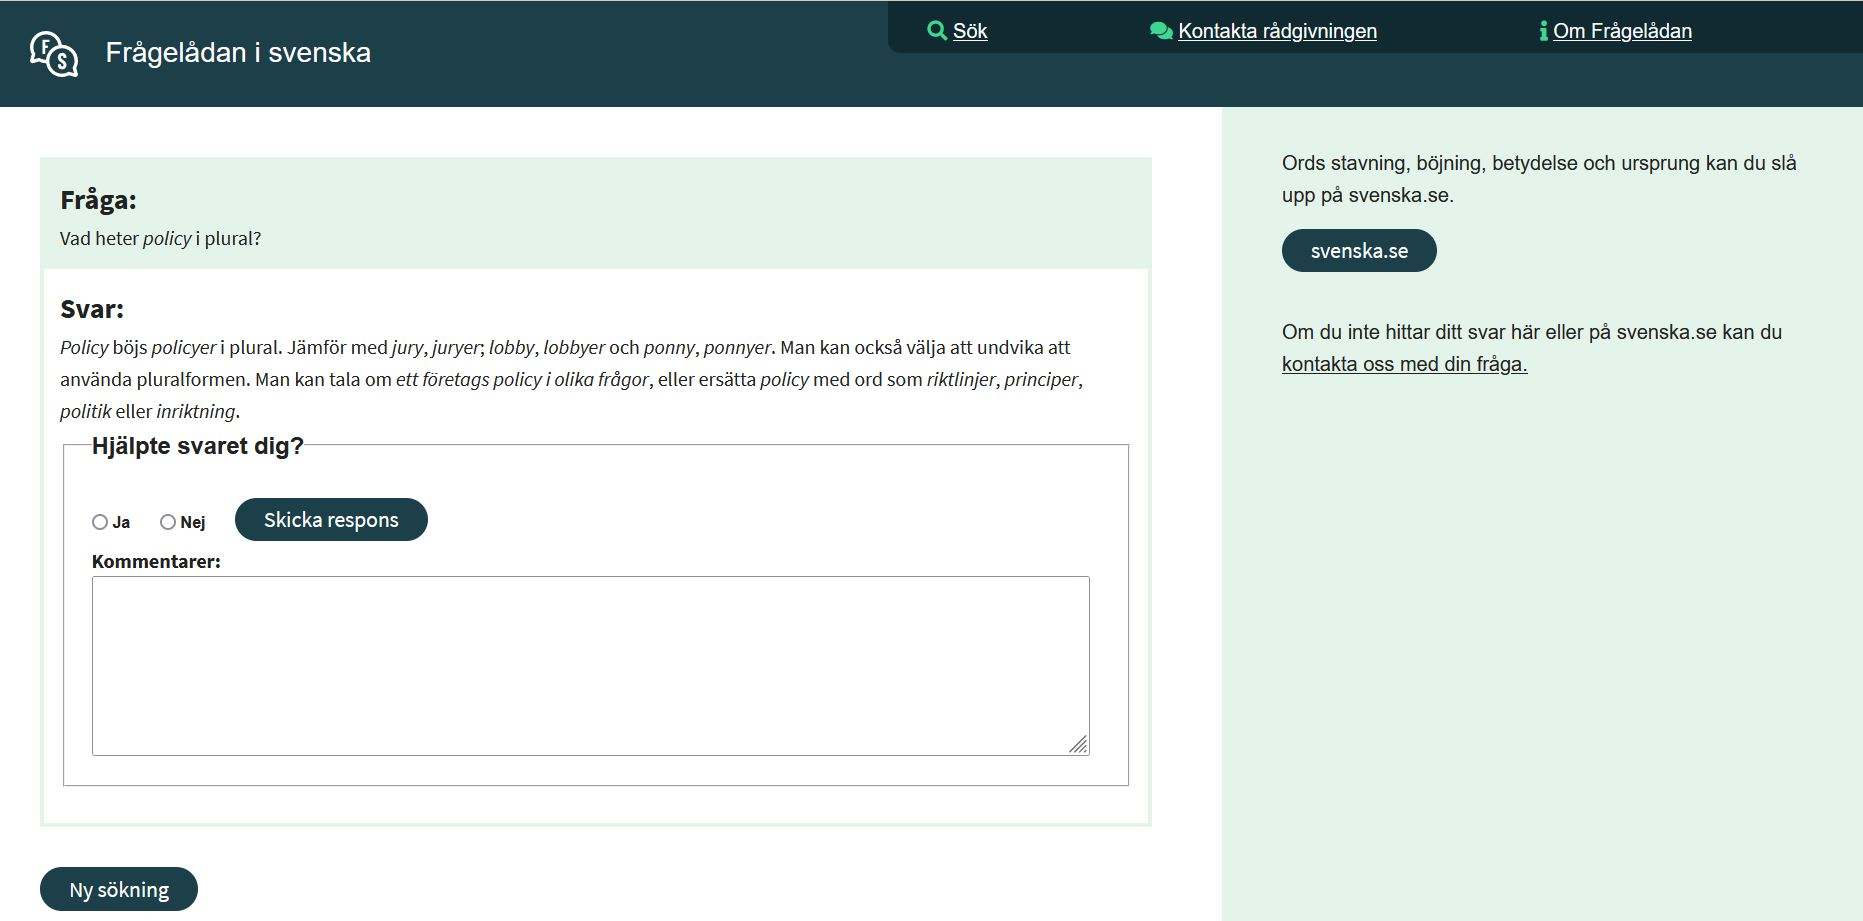 F
S
Frågelådan i svenska
Sök
Kontakta rådgivningen
Om Frågelådan
Fråga:
Vad heter policy i plural?
Svar:
Policy böjs policyer i plural. Jämför med jury, juryer; lobby, lobbyer och ponny, ponnyer. Man kan också välja att undvika att
använda pluralformen. Man kan tala om ett företags policy i olika frågor, eller ersätta policy med ord som riktlinjer, principer,
politik eller inriktning.
Hjälpte svaret dig?
Ja
Nej
Skicka respons
Kommentarer:
Ny sökning
Ords stavning, böjning, betydelse och ursprung kan du slå
upp på svenska.se.
svenska.se
Om du inte hittar ditt svar här eller på svenska.se kan du
kontakta oss med din fråga.